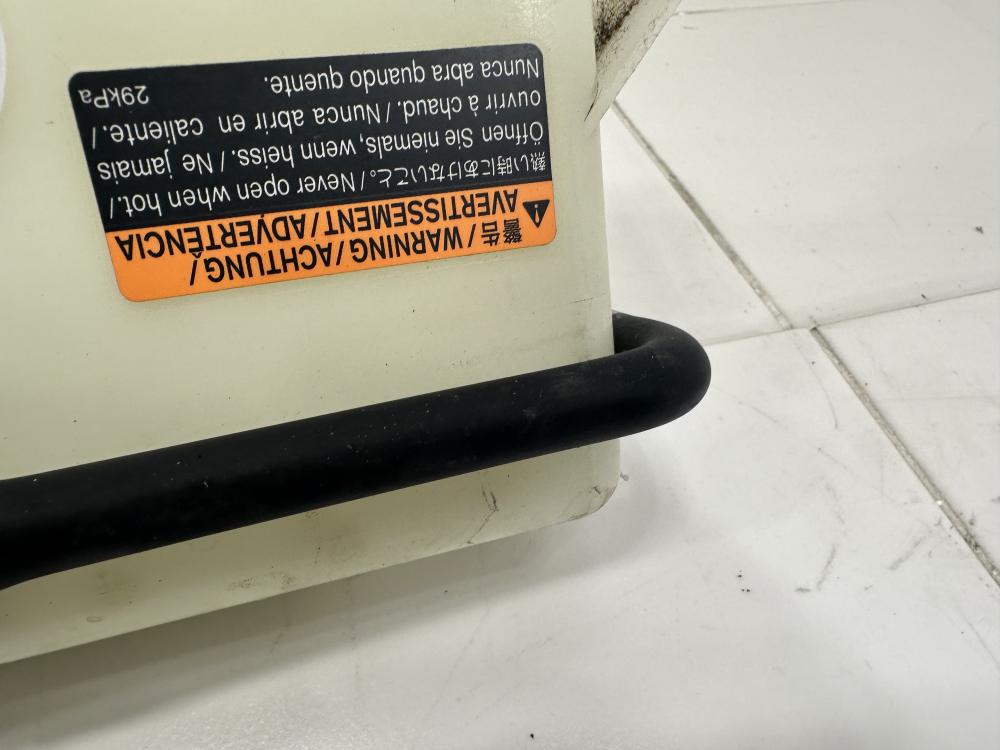 警告 / WARNING / ACHTUNG /
AVERTISSEMENT / ADVERTÊNCIA
熱い時にあけないこと。/ Never open when hot. /
Öffnen Sie niemals, wenn heiss. / Ne jamais
ouvrir à chaud. / Nunca abrir en caliente. /
Nunca abra quando quente.
29kPa